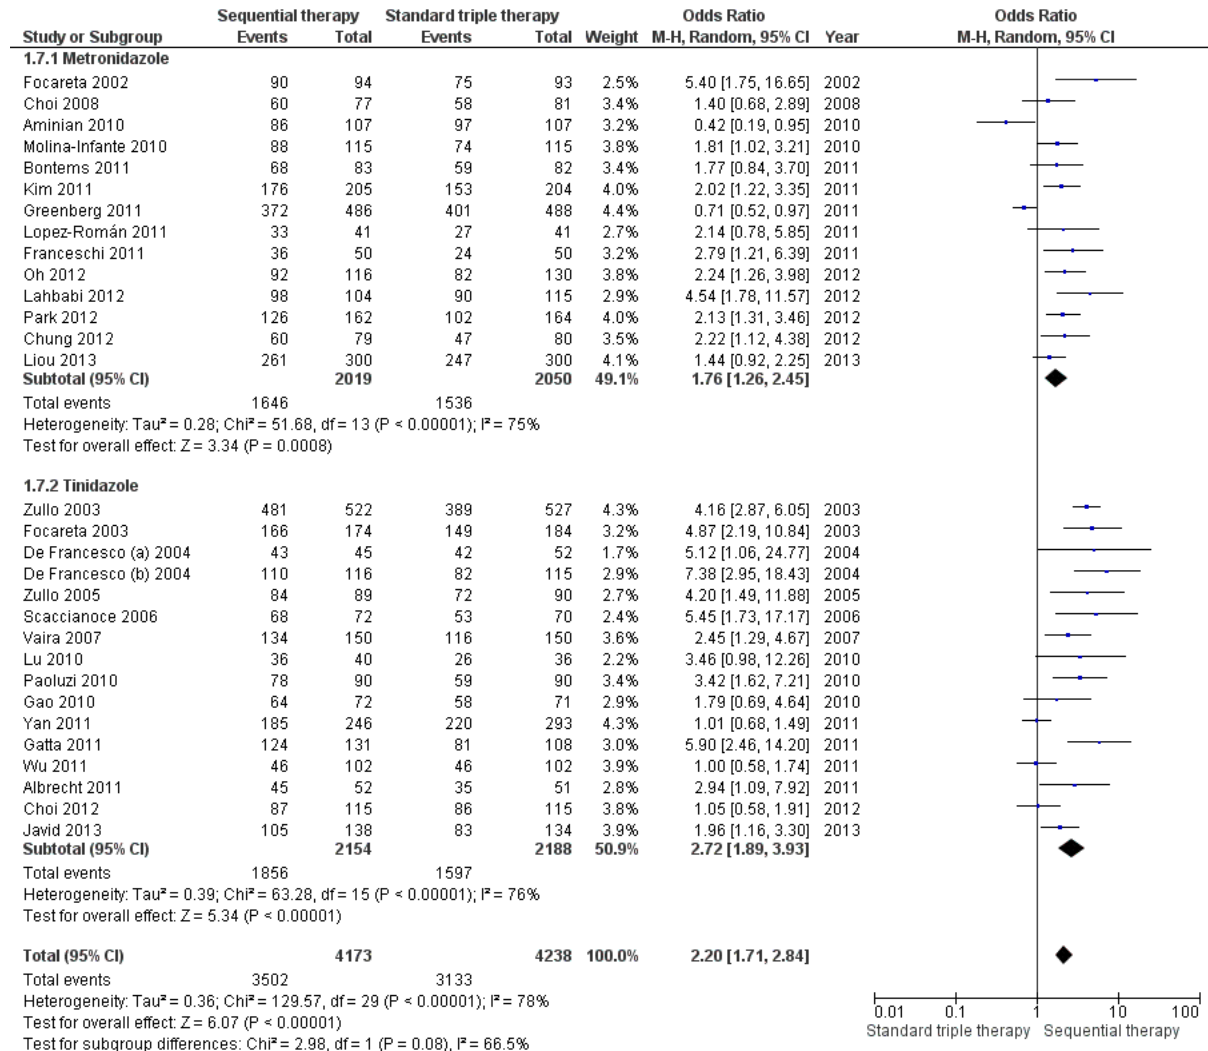 Sequential therapy Standard triple therapy Odds Ratio Odds Ratio
Study or Subgroup Events Total Events Total Weight M-H, Random, 95% CI Year M-H, Random, 95% CI
1.7.1 Metronidazole
Focareta 2002 90 94 75 93 2.5% 5.40 [1.75, 16.65] 2002
Choi 2008 60 77 58 81 3.4% 1.40 [0.68, 2.89] 2008
Aminian 2010 86 107 97 107 3.2% 0.42 [0.19, 0.95] 2010
Molina-Infante 2010 88 115 74 115 3.8% 1.81 [1.02, 3.21] 2010
Bontems 2011 68 83 59 82 3.4% 1.77 [0.84, 3.70] 2011
Kim 2011 176 205 153 204 4.0% 2.02 [1.22, 3.35] 2011
Greenberg 2011 372 486 401 488 4.4% 0.71 [0.52, 0.97] 2011
Lopez-Román 2011 33 41 27 41 2.7% 2.14 [0.78, 5.85] 2011
Franceschi 2011 36 50 24 50 3.2% 2.79 [1.21, 6.39] 2011
Oh 2012 92 116 82 130 3.8% 2.24 [1.26, 3.98] 2012
Lahbabi 2012 98 104 90 115 2.9% 4.54 [1.78, 11.57] 2012
Park 2012 126 162 102 164 4.0% 2.13 [1.31, 3.46] 2012
Chung 2012 60 79 47 80 3.5% 2.22 [1.12, 4.38] 2012
Liou 2013 261 300 247 300 4.1% 1.44 [0.92, 2.25] 2013
Subtotal (95% CI) 2019 2050 49.1% 1.76 [1.26, 2.45]
Total events 1646 1536
Heterogeneity: Tau² = 0.28; Chi² = 51.68, df = 13 (P < 0.00001); I² = 75%
Test for overall effect: Z = 3.34 (P = 0.0008)
1.7.2 Tinidazole
Zullo 2003 481 522 389 527 4.3% 4.16 [2.87, 6.05] 2003
Focareta 2003 166 174 149 184 3.2% 4.87 [2.19, 10.84] 2003
De Francesco (a) 2004 43 45 42 52 1.7% 5.12 [1.06, 24.77] 2004
De Francesco (b) 2004 110 116 82 115 2.9% 7.38 [2.95, 18.43] 2004
Zullo 2005 84 89 72 90 2.7% 4.20 [1.49, 11.88] 2005
Scaccianoce 2006 68 72 53 70 2.4% 5.45 [1.73, 17.17] 2006
Vaira 2007 134 150 116 150 3.6% 2.45 [1.29, 4.67] 2007
Lu 2010 36 40 26 36 2.2% 3.46 [0.98, 12.26] 2010
Paoluzi 2010 78 90 59 90 3.4% 3.42 [1.62, 7.21] 2010
Gao 2010 64 72 58 71 2.9% 1.79 [0.69, 4.64] 2010
Yan 2011 185 246 220 293 4.3% 1.01 [0.68, 1.49] 2011
Gatta 2011 124 131 81 108 3.0% 5.90 [2.46, 14.20] 2011
Wu 2011 46 102 46 102 3.9% 1.00 [0.58, 1.74] 2011
Albrecht 2011 45 52 35 51 2.8% 2.94 [1.09, 7.92] 2011
Choi 2012 87 115 86 115 3.8% 1.05 [0.58, 1.91] 2012
Javid 2013 105 138 83 134 3.9% 1.96 [1.16, 3.30] 2013
Subtotal (95% CI) 2154 2188 50.9% 2.72 [1.89, 3.93]
Total events 1856 1597
Heterogeneity: Tau² = 0.39; Chi² = 63.28, df = 15 (P < 0.00001); I² = 76%
Test for overall effect: Z = 5.34 (P < 0.00001)
Total (95% CI) 4173 4238 100.0% 2.20 [1.71, 2.84]
Total events 3502 3133
Heterogeneity: Tau² = 0.36; Chi² = 129.57, df = 29 (P < 0.00001); I² = 78%
Test for overall effect: Z = 6.07 (P < 0.00001)
Test for subgroup differences: Chi² = 2.98, df = 1 (P = 0.08), I² = 66.5%
0.01 0.1 1 10 100
Standard triple therapy Sequential therapy